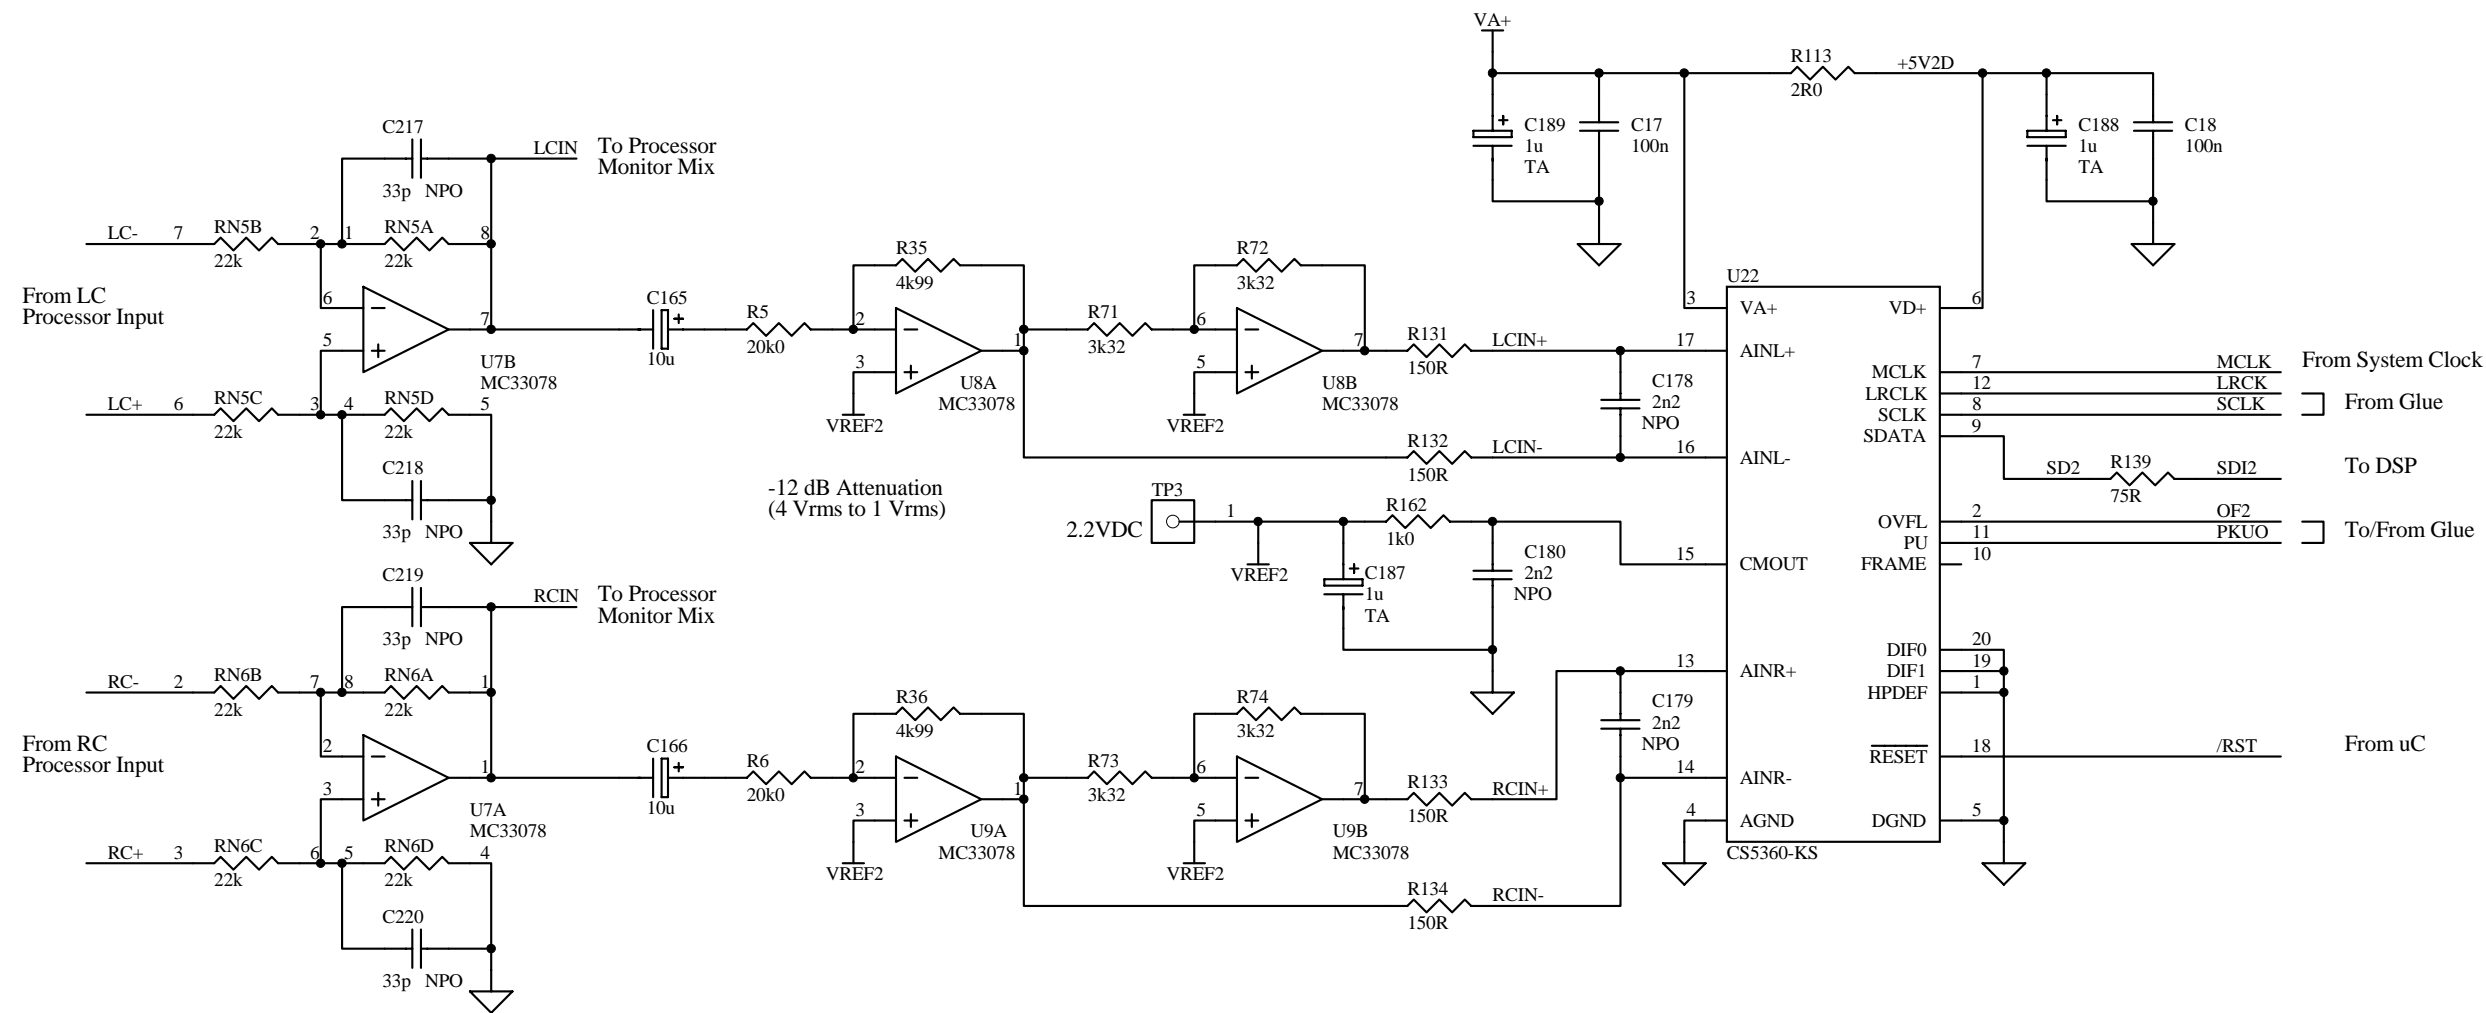 VA+
R113
+5V2D
2R0
C189
1u
TA
C17
100n
C188
1u
TA
C18
100n
C217
33p NPO
LCIN
To Processor
Monitor Mix
LC-
7
RN5B
22k
2
1
RN5A
22k
8
From LC
Processor Input
6
5
7
U7B
MC33078
LC+
6
RN5C
22k
3
4
RN5D
22k
5
C218
33p NPO
C165
10u
R5
20k0
R35
4k99
2
3
1
U8A
MC33078
VREF2
R71
3k32
R72
3k32
6
5
7
U8B
MC33078
VREF2
R131
150R
LCIN+
C178
2n2
NPO
R132
150R
LCIN-
-12 dB Attenuation
(4 Vrms to 1 Vrms)
TP3
2.2VDC
1
VREF2
R162
1k0
C187
1u
TA
C180
2n2
NPO
C219
33p NPO
RCIN
To Processor
Monitor Mix
RC-
2
RN6B
22k
7
8
RN6A
22k
1
From RC
Processor Input
2
3
1
U7A
MC33078
RC+
3
RN6C
22k
6
5
RN6D
22k
4
C220
33p NPO
C166
10u
R6
20k0
R36
4k99
2
3
1
U9A
MC33078
VREF2
R73
3k32
R74
3k32
6
5
7
U9B
MC33078
VREF2
R133
150R
RCIN+
C179
2n2
NPO
R134
150R
RCIN-
U22
3
VA+
VD+
6
17
AINL+
MCLK
7
MCLK
From System Clock
LRCLK
12
LRCK
SCLK
8
SCLK
From Glue
SDATA
9
16
AINL-
SD2
R139
75R
SDI2
To DSP
OVFL
2
OF2
PU
11
PKUO
To/From Glue
15
CMOUT
FRAME
10
13
AINR+
DIF0
20
DIF1
19
HPDEF
1
14
AINR-
RESET
18
/RST
From uC
4
AGND
DGND
5
CS5360-KS